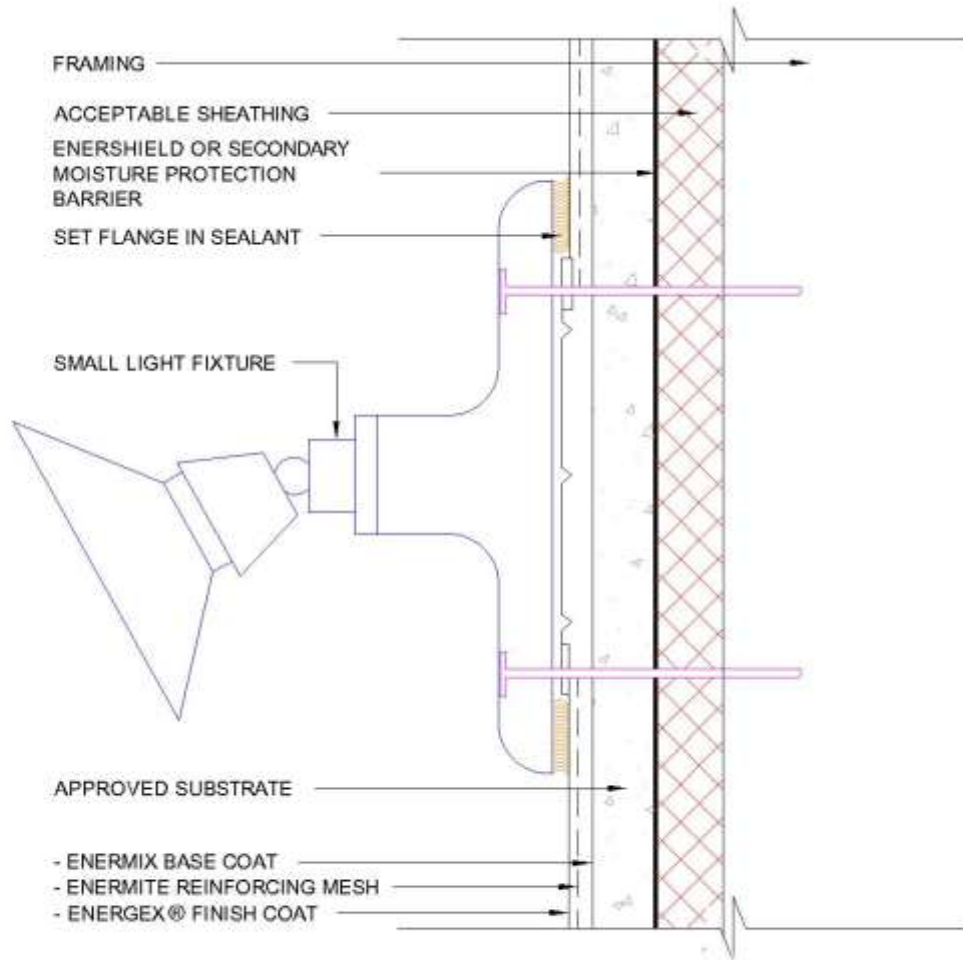 FRAMING
ACCEPTABLE SHEATHING
ENERSHIELD OR SECONDARY
MOISTURE PROTECTION
BARRIER
SET FLANGE IN SEALANT
SMALL LIGHT FIXTURE
APPROVED SUBSTRATE
- ENERMIX BASE COAT
- ENERMITE REINFORCING MESH
- ENERGEX® FINISH COAT